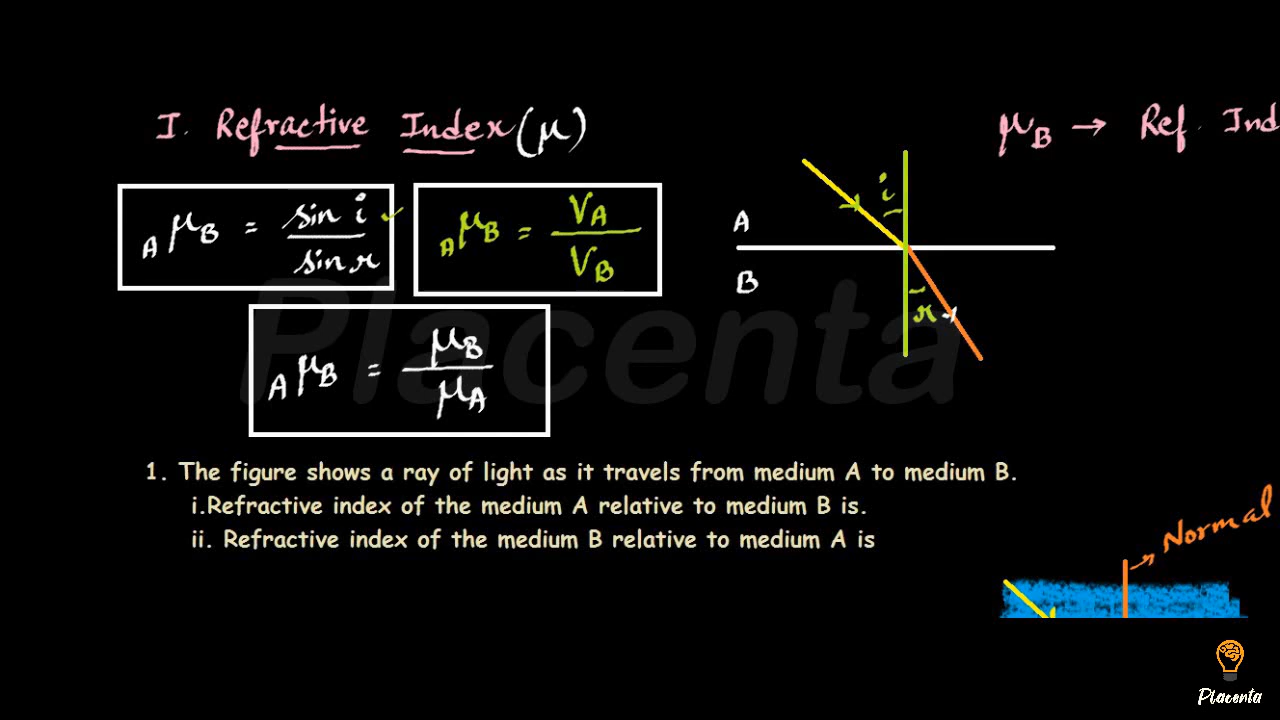 I. Refractive Index (μ)
μB → Ref. Ind
AμB = sin i / sin r
AμB = VA / VB
i
A
B
r
AμB = μB / μA
Placenta
1. The figure shows a ray of light as it travels from medium A to medium B.
i.Refractive index of the medium A relative to medium B is.
ii. Refractive index of the medium B relative to medium A is
→ Normal
Placenta